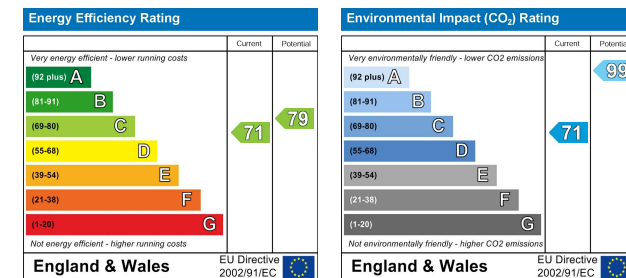 Energy Efficiency Rating
Current Potential
Very energy efficient - lower running costs
(92 plus) A
(81-91) B
(69-80) C
(55-68) D
(39-54) E
(21-38) F
(1-20) G
71
79
Not energy efficient - higher running costs
England & Wales
EU Directive
2002/91/EC
Environmental Impact (CO₂) Rating
Current Potential
Very environmentally friendly - lower CO2 emissions
(92 plus) A
(81-91) B
(69-80) C
(55-68) D
(39-54) E
(21-38) F
(1-20) G
71
99
Not environmentally friendly - higher CO2 emissions
England & Wales
EU Directive
2002/91/EC